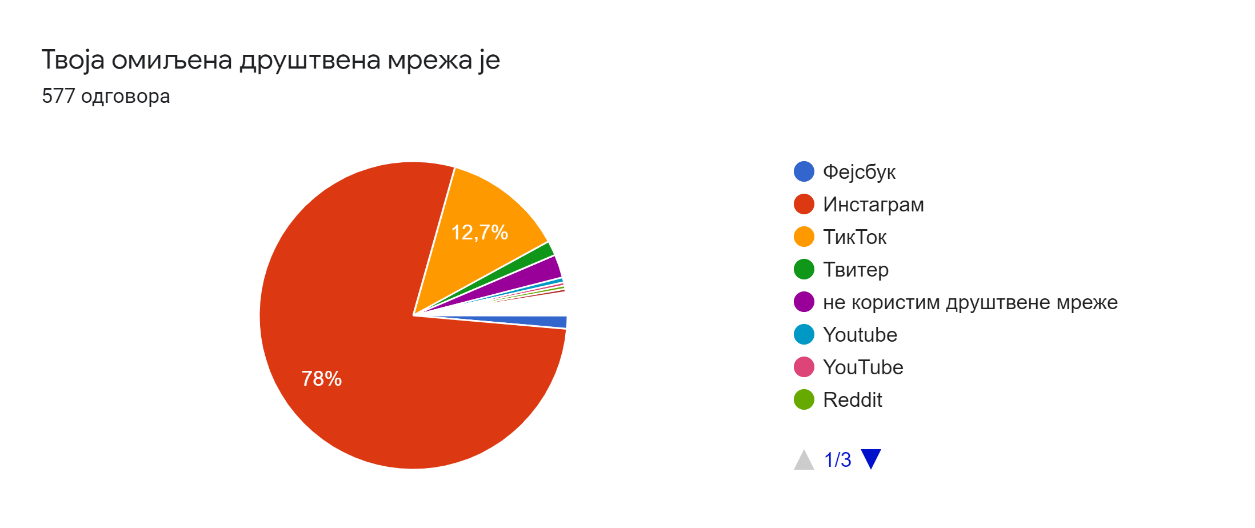 Твоја омиљена друштвена мрежа је
577 одговора
12,7%
78%
Фејсбук
Инстаграм
ТикТок
Твитер
не користим друштвене мреже
Youtube
YouTube
Reddit
1/3